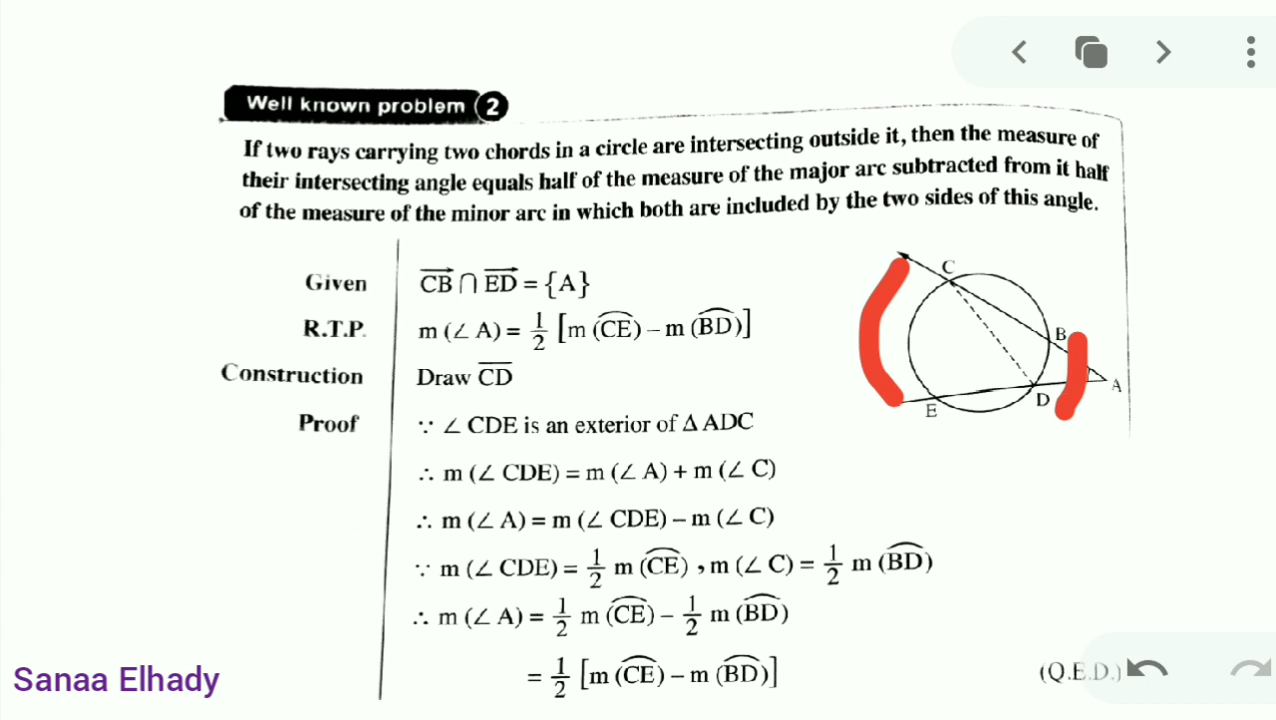 Well known problem 2
If two rays carrying two chords in a circle are intersecting outside it, then the measure of
their intersecting angle equals half of the measure of the major arc subtracted from it half
of the measure of the minor arc in which both are included by the two sides of this angle.
Given CB ∩ ED = {A}
R.T.P. m (∠ A) = 1/2 [m (CE) – m (BD)]
Construction Draw CD
Proof ∵ ∠ CDE is an exterior of Δ ADC
∴ m (∠ CDE) = m (∠ A) + m (∠ C)
∴ m (∠ A) = m (∠ CDE) – m (∠ C)
∵ m (∠ CDE) = 1/2 m (CE) , m (∠ C) = 1/2 m (BD)
∴ m (∠ A) = 1/2 m (CE) – 1/2 m (BD)
= 1/2 [m (CE) – m (BD)]
(Q.E.D.)
C
B
A
D
E
Sanaa Elhady